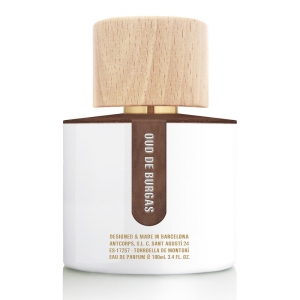 OUD DE BURGAS
DESIGNED & MADE IN BARCELONA
ANTCORPS, S.L. C. SANT AGUSTÍ 24
ES-17257 - TORROELLA DE MONTGRÍ
EAU DE PARFUM 100ml. 3.4 FL. OZ.